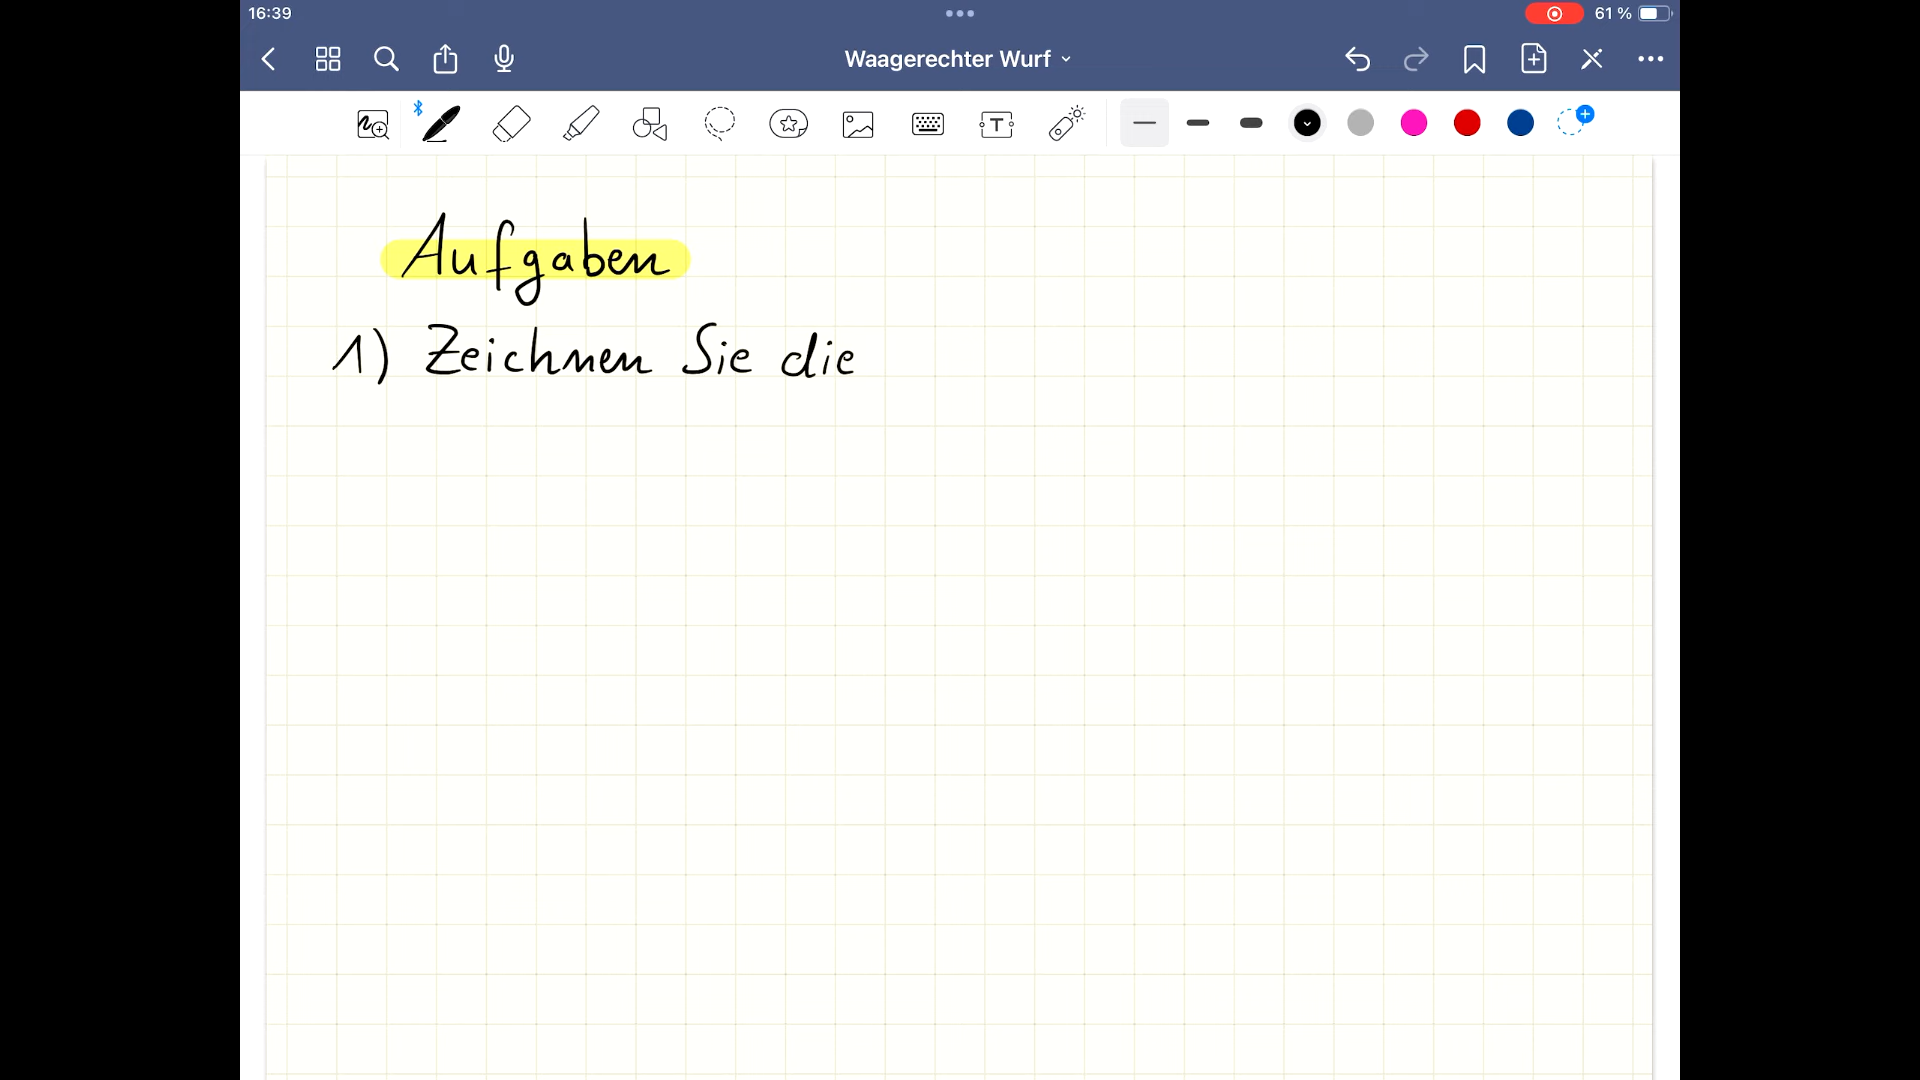 16:39
61 %
Waagerechter Wurf
Aufgaben
1) Zeichnen Sie die